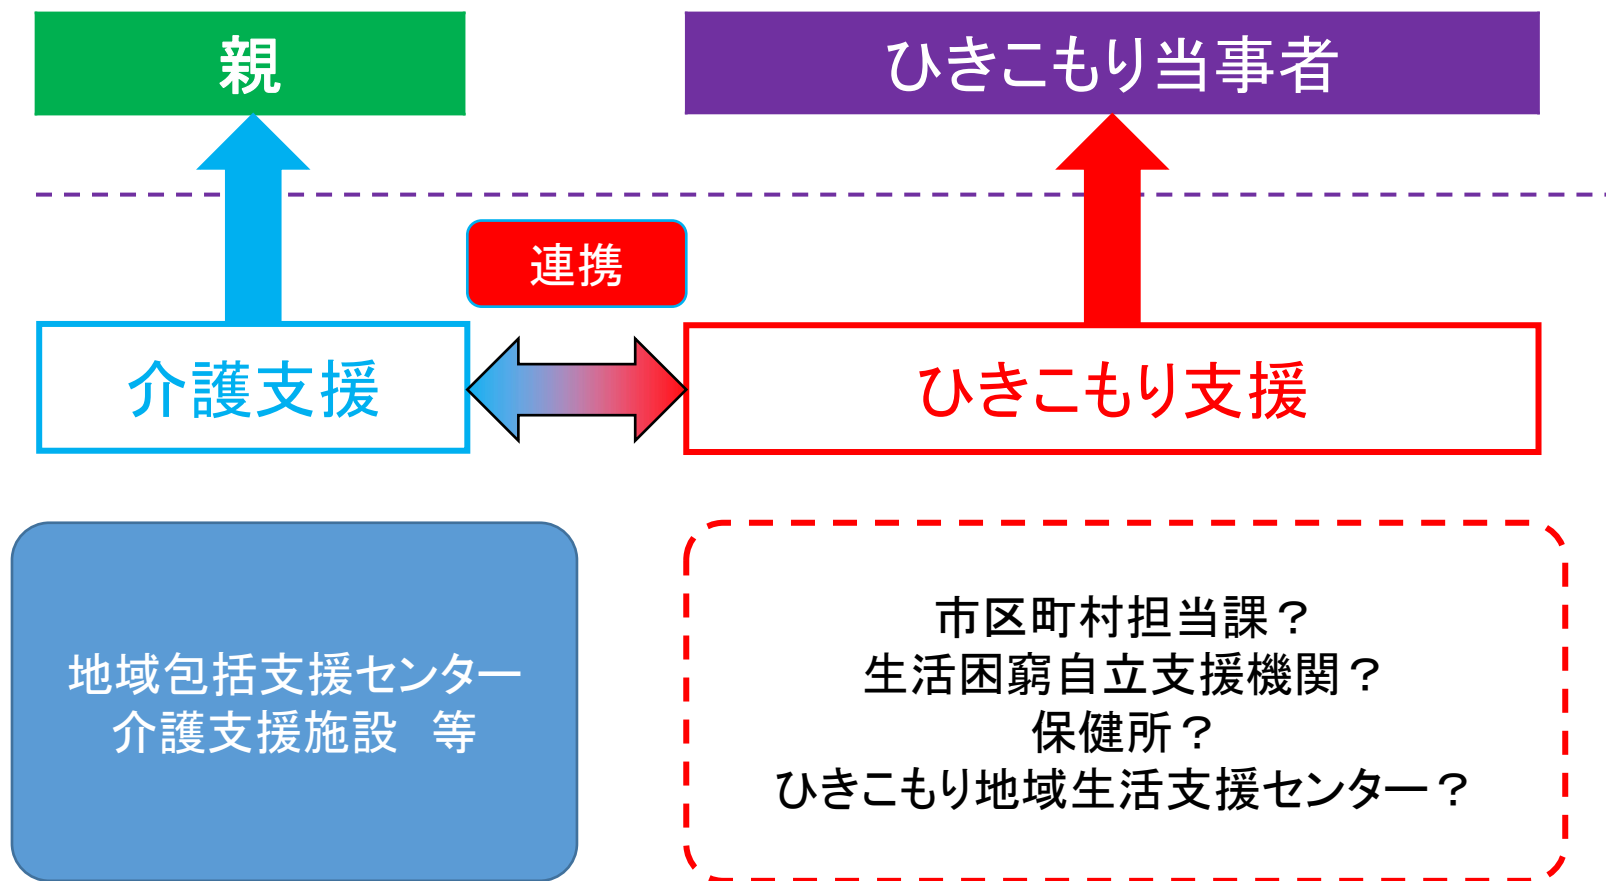 親
ひきこもり当事者
連携
介護支援
ひきこもり支援
地域包括支援センター
介護支援施設　等
市区町村担当課？
生活困窮自立支援機関？
保健所？
ひきこもり地域生活支援センター？